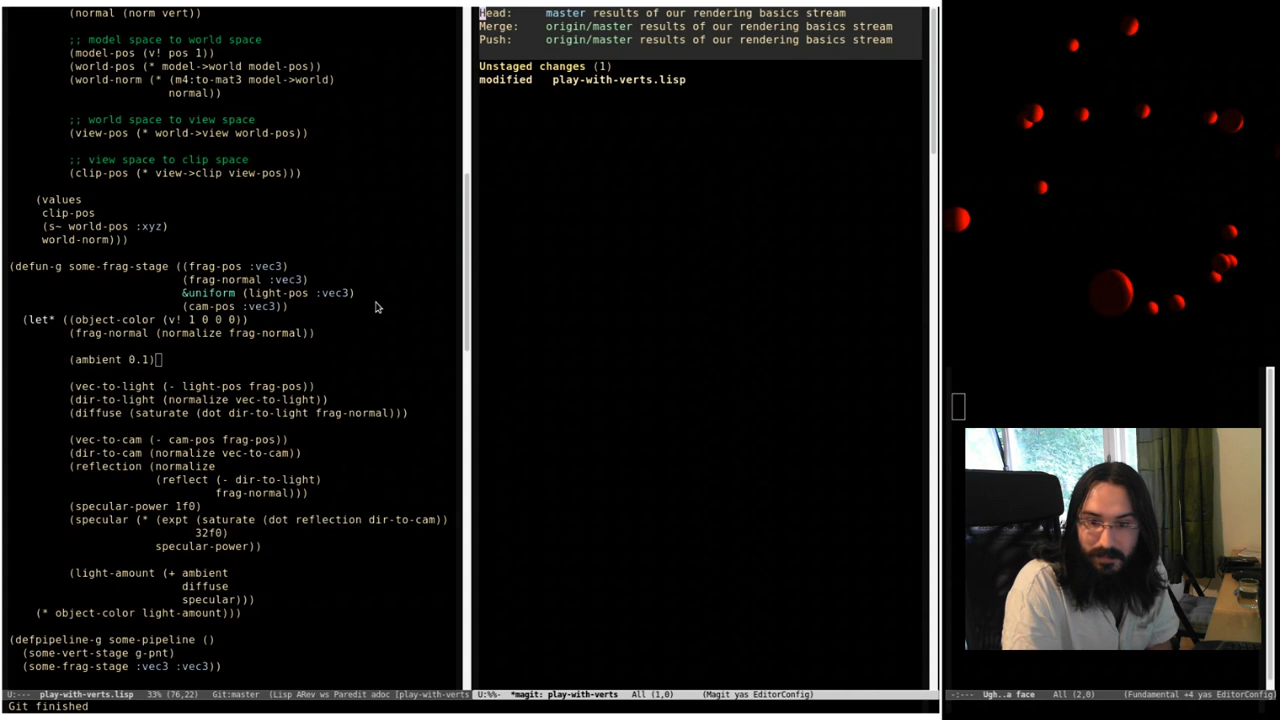 (normal (norm vert))
;; model space to world space
(model-pos (v! pos 1))
(world-pos (* model->world model-pos))
(world-norm (* (m4:to-mat3 model->world)
normal))
;; world space to view space
(view-pos (* world->view world-pos))
;; view space to clip space
(clip-pos (* view->clip view-pos)))
(values
clip-pos
(s~ world-pos :xyz)
world-norm)))
(defun-g some-frag-stage ((frag-pos :vec3)
(frag-normal :vec3)
&uniform (light-pos :vec3)
(cam-pos :vec3))
(let* ((object-color (v! 1 0 0 0))
(frag-normal (normalize frag-normal))
(ambient 0.1)
(vec-to-light (- light-pos frag-pos))
(dir-to-light (normalize vec-to-light))
(diffuse (saturate (dot dir-to-light frag-normal)))
(vec-to-cam (- cam-pos frag-pos))
(dir-to-cam (normalize vec-to-cam))
(reflection (normalize
(reflect (- dir-to-light)
frag-normal)))
(specular-power 1f0)
(specular (* (expt (saturate (dot reflection dir-to-cam))
32f0)
specular-power))
(light-amount (+ ambient
diffuse
specular)))
(* object-color light-amount)))
(defpipeline-g some-pipeline ()
(some-vert-stage g-pnt)
(some-frag-stage :vec3 :vec3))
U:--- play-with-verts.lisp 33% (76,22) Git:master (Lisp ARev ws Paredit adoc [play-with-verts
Git finished
Head: master results of our rendering basics stream
Merge: origin/master results of our rendering basics stream
Push: origin/master results of our rendering basics stream
Unstaged changes (1)
modified play-with-verts.lisp
U:%%- *magit: play-with-verts All (1,0) (Magit yas EditorConfig)
-:--- Ugh..a face All (2,0) (Fundamental +4 yas EditorConfig)